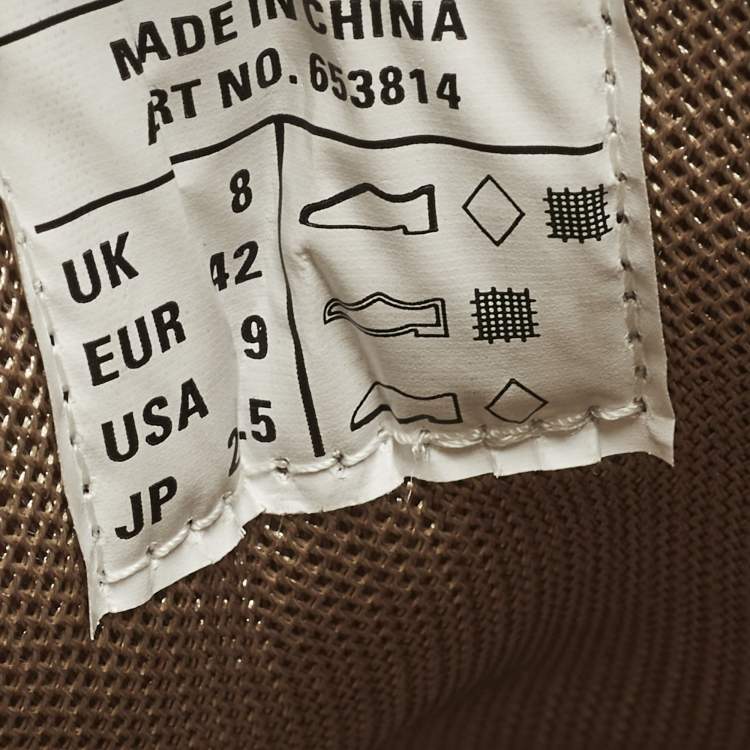 MADE IN CHINA
ART NO. 653814
UK 8
EUR 42
USA 9
JP